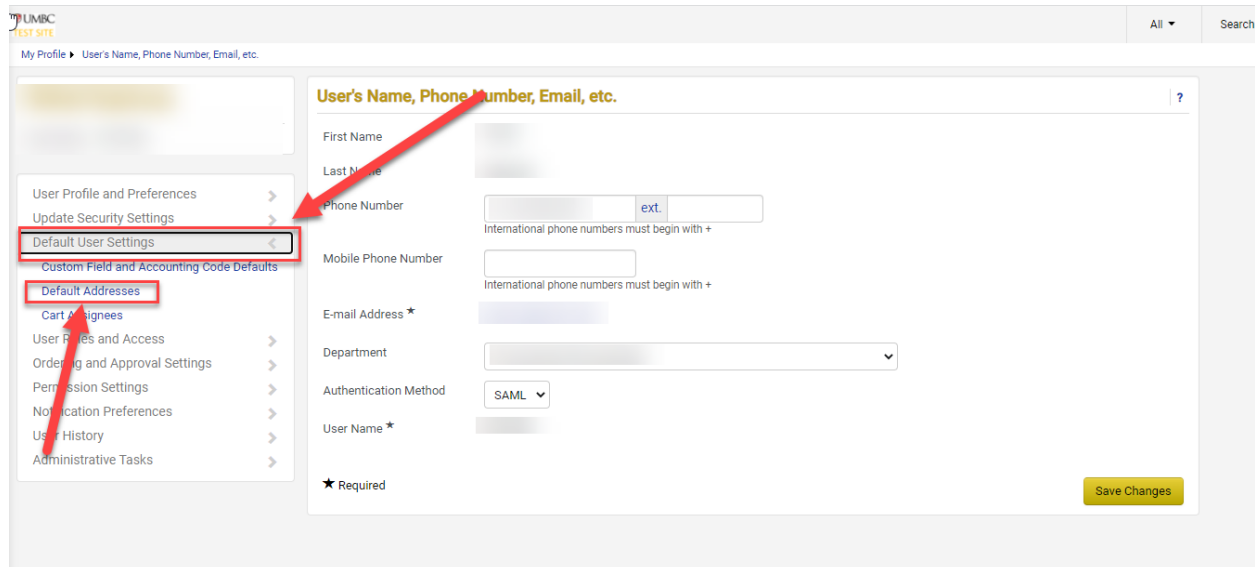 UMBC
TEST SITE
All
Search
My Profile User's Name, Phone Number, Email, etc.
User's Name, Phone Number, Email, etc.
?
First Name
Last Name
Phone Number
ext.
International phone numbers must begin with +
Mobile Phone Number
International phone numbers must begin with +
E-mail Address ★
Department
Authentication Method
SAML
User Name ★
★ Required
Save Changes
User Profile and Preferences
Update Security Settings
Default User Settings
Custom Field and Accounting Code Defaults
Default Addresses
Cart Assignees
User Roles and Access
Ordering and Approval Settings
Permission Settings
Notification Preferences
User History
Administrative Tasks